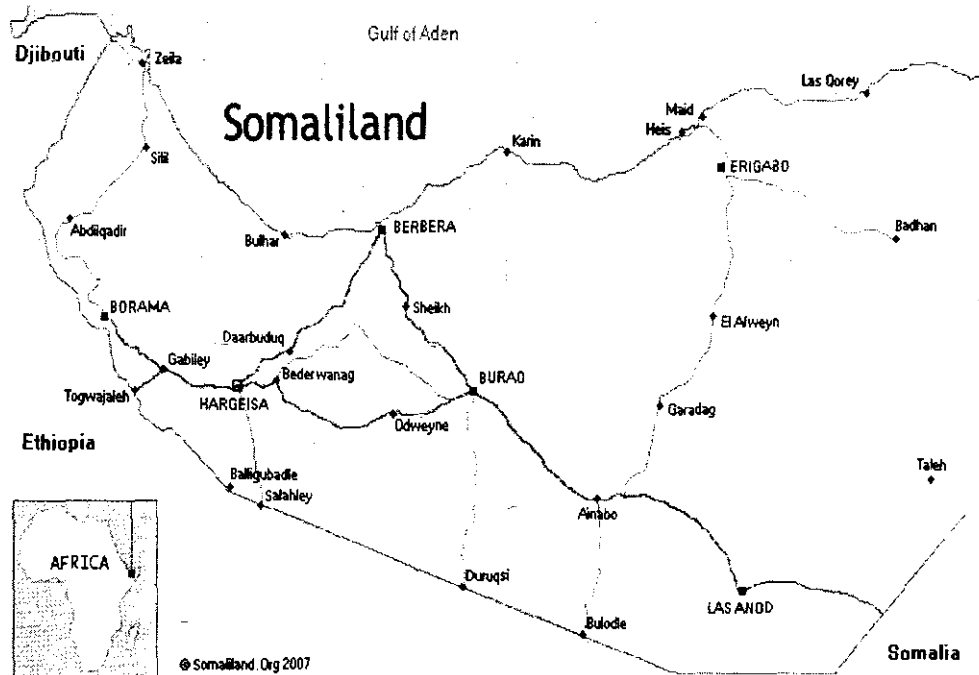 Gulf of Aden
Djibouti
Zeila
Las Qorey
Somaliland
Maid
Heis
Karin
Silil
ERIGABO
Abdilqadir
Bulhar
BERBERA
Badhan
BORAMA
Sheikh
El Afweyn
Daarbuduq
Gabiley
Bederwanag
BURAO
Togwajaleh
HARGEISA
Odweyne
Garadag
Ethiopia
Balligubadle
Salahley
Taleh
Ainabo
AFRICA
Duruqsi
LAS ANOD
Bulodle
Somalia
© Somaliland.Org 2007